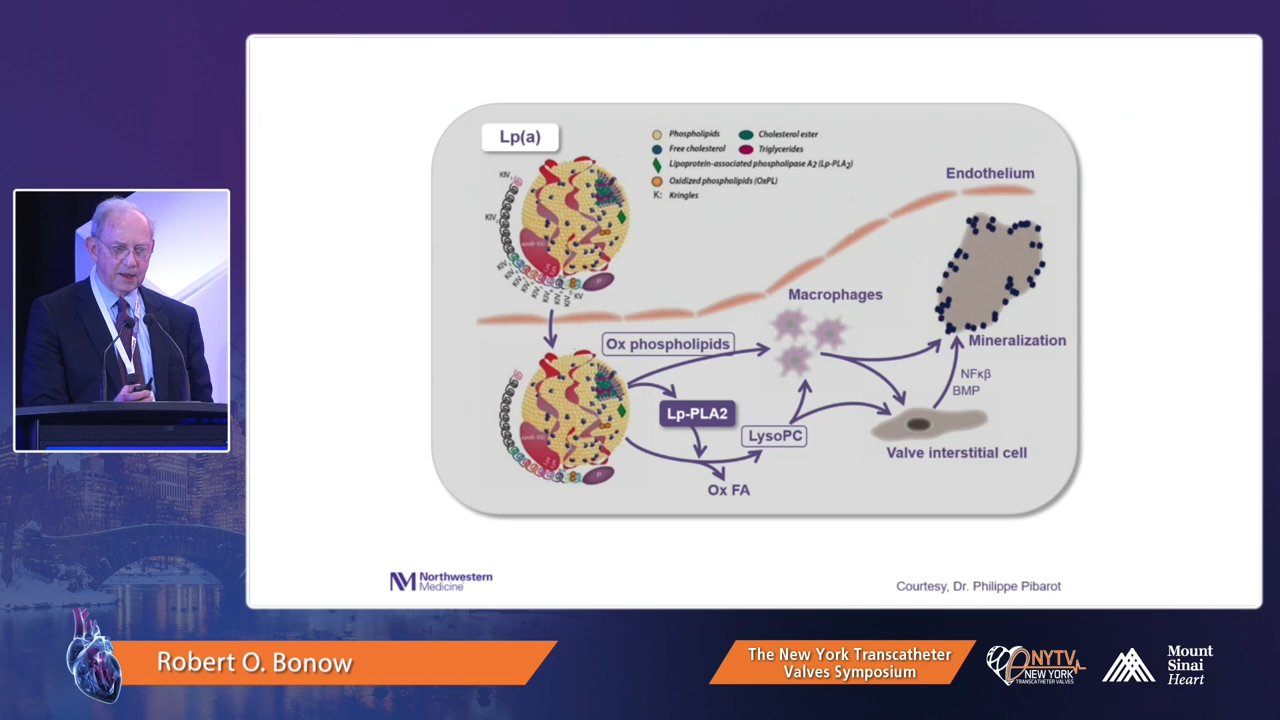 Lp(a)
Phospholipids
Cholesterol ester
Free cholesterol
Triglycerides
Lipoprotein-associated phospholipase A2 (Lp-PLA2)
Oxidized phospholipids (OxPL)
K: Kringles
Endothelium
Macrophages
Ox phospholipids
Mineralization
NFκβ
BMP
Lp-PLA2
LysoPC
Valve interstitial cell
Ox FA
Northwestern
Medicine
Courtesy, Dr. Philippe Pibarot
Robert O. Bonow
The New York Transcatheter
Valves Symposium
NYTV
NEW YORK
TRANSCATHETER VALVES
Mount
Sinai
Heart